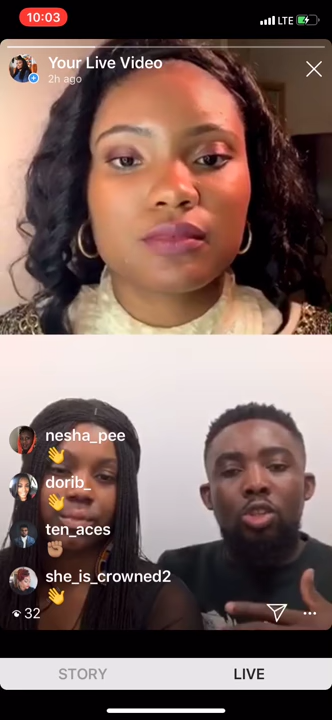 10:03
LTE
Your Live Video
2h ago
nesha_pee
👋
dorib_
👋
ten_aces
✊🏽
she_is_crowned2
👋
32
STORY
LIVE